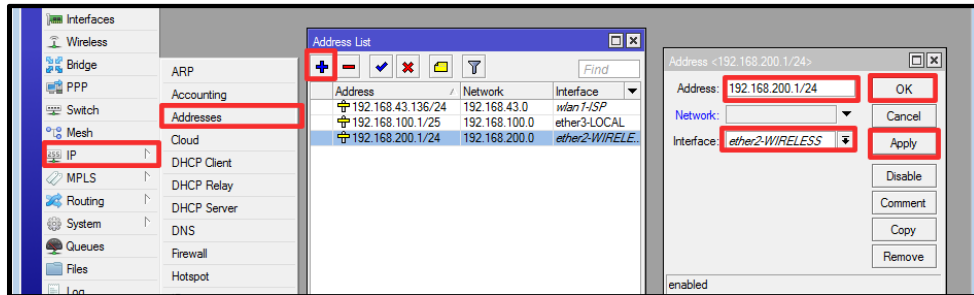 Interfaces
Wireless
Bridge
PPP
Switch
Mesh
IP
MPLS
Routing
System
Queues
Files
Log
ARP
Accounting
Addresses
Cloud
DHCP Client
DHCP Relay
DHCP Server
DNS
Firewall
Hotspot
Address List
Find
Address / Network Interface
192.168.43.136/24 192.168.43.0 wlan1-ISP
192.168.100.1/25 192.168.100.0 ether3-LOCAL
192.168.200.1/24 192.168.200.0 ether2-WIRELE...
Address <192.168.200.1/24>
Address: 192.168.200.1/24
Network:
Interface: ether2-WIRELESS
OK
Cancel
Apply
Disable
Comment
Copy
Remove
enabled